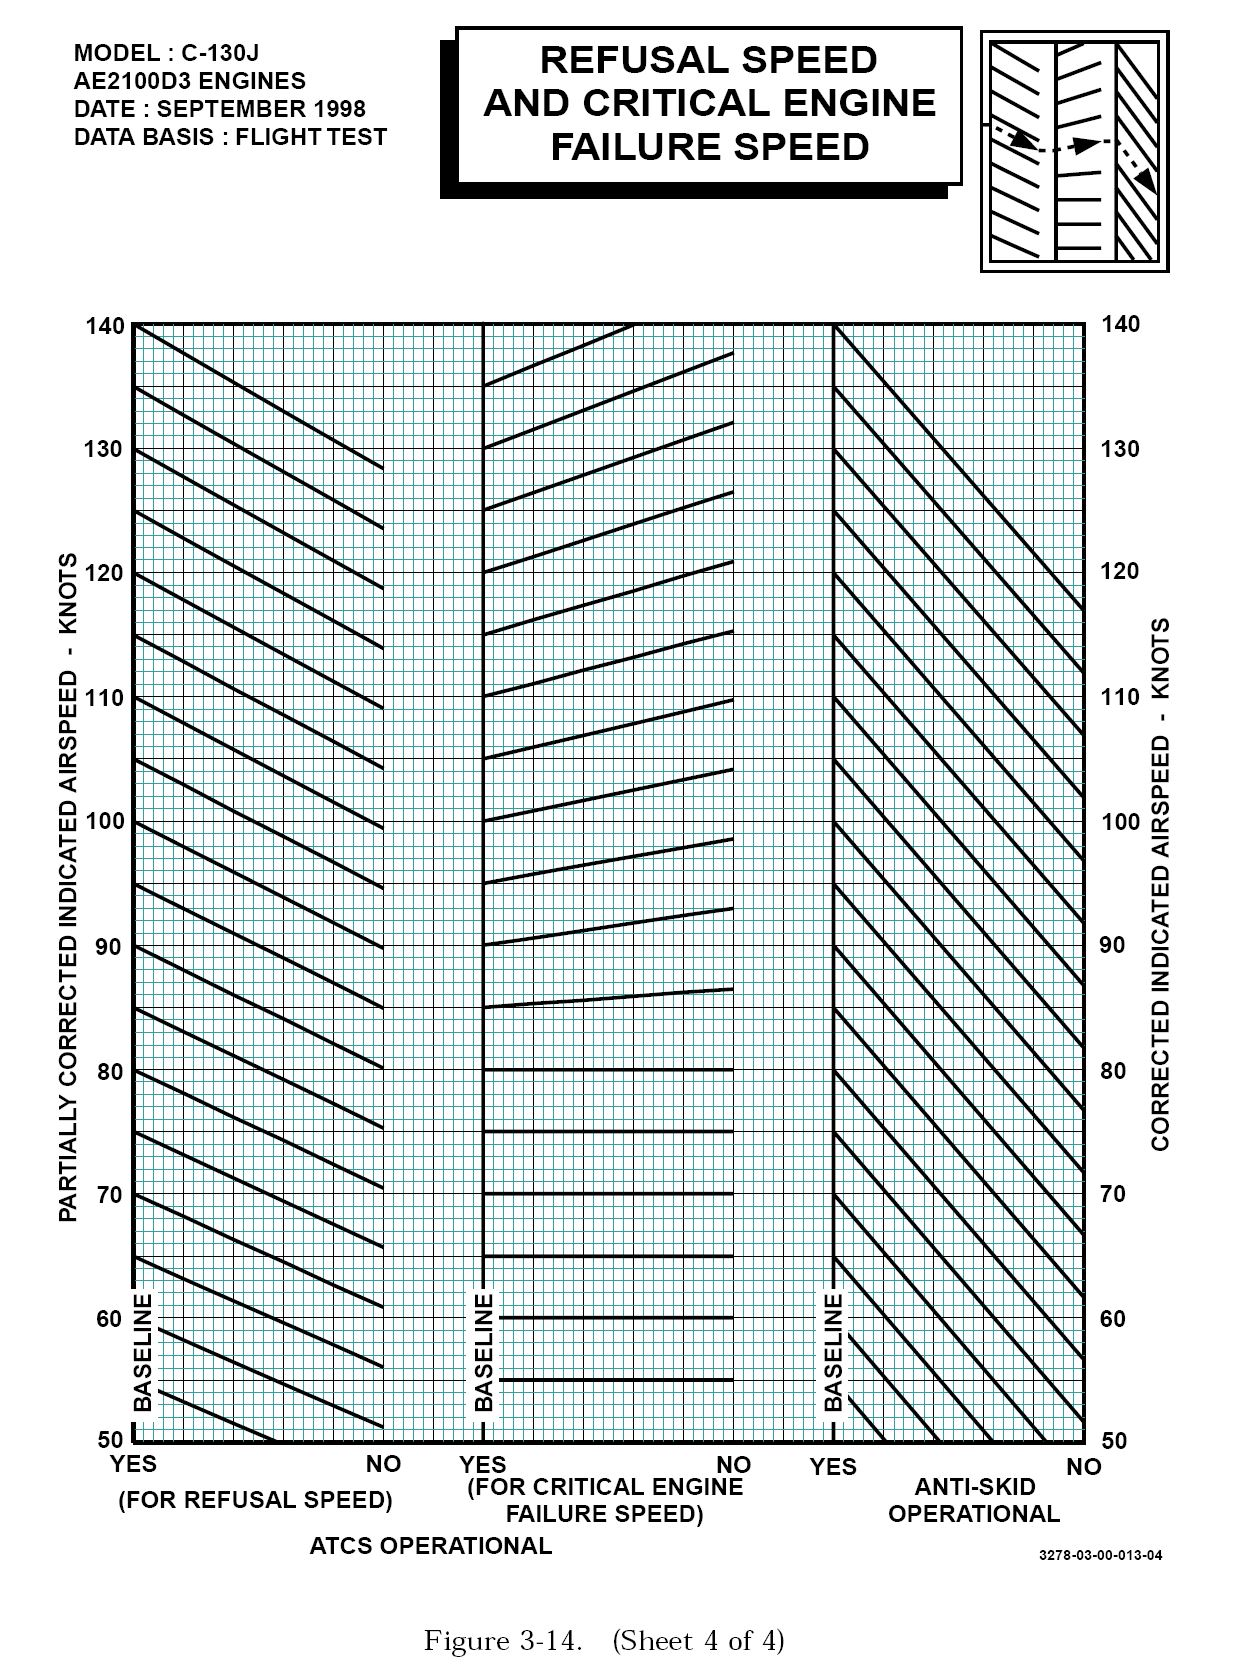 MODEL : C-130J
AE2100D3 ENGINES
DATE : SEPTEMBER 1998
DATA BASIS : FLIGHT TEST
REFUSAL SPEED
AND CRITICAL ENGINE
FAILURE SPEED
PARTIALLY CORRECTED INDICATED AIRSPEED - KNOTS
140
130
120
110
100
90
80
70
60
50
BASELINE
BASELINE
BASELINE
140
130
120
110
100
90
80
70
60
50
CORRECTED INDICATED AIRSPEED - KNOTS
YES NO YES NO YES NO
(FOR REFUSAL SPEED)
(FOR CRITICAL ENGINE
FAILURE SPEED)
ANTI-SKID
OPERATIONAL
ATCS OPERATIONAL
3278-03-00-013-04
Figure 3-14. (Sheet 4 of 4)